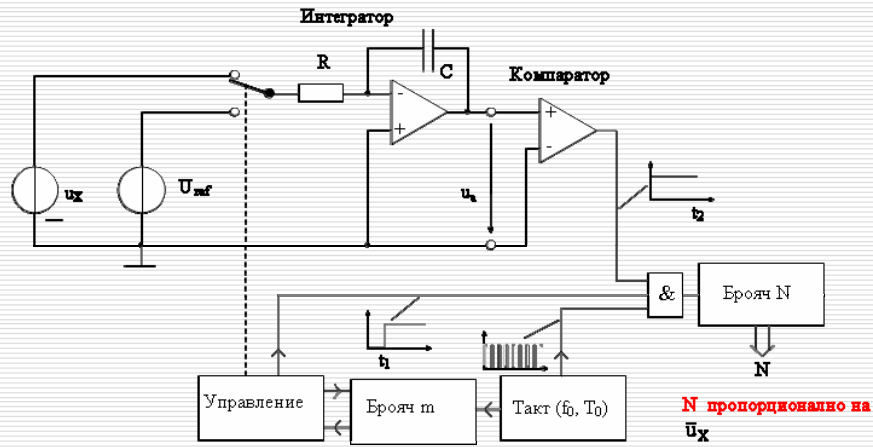 Интегратор
R
C
Компаратор
-
+
+
-
ux
Uref
ua
t2
&
Брояч N
t1
N
Управление
Брояч m
Такт (f0, T0)
N пропорционално на
ūX